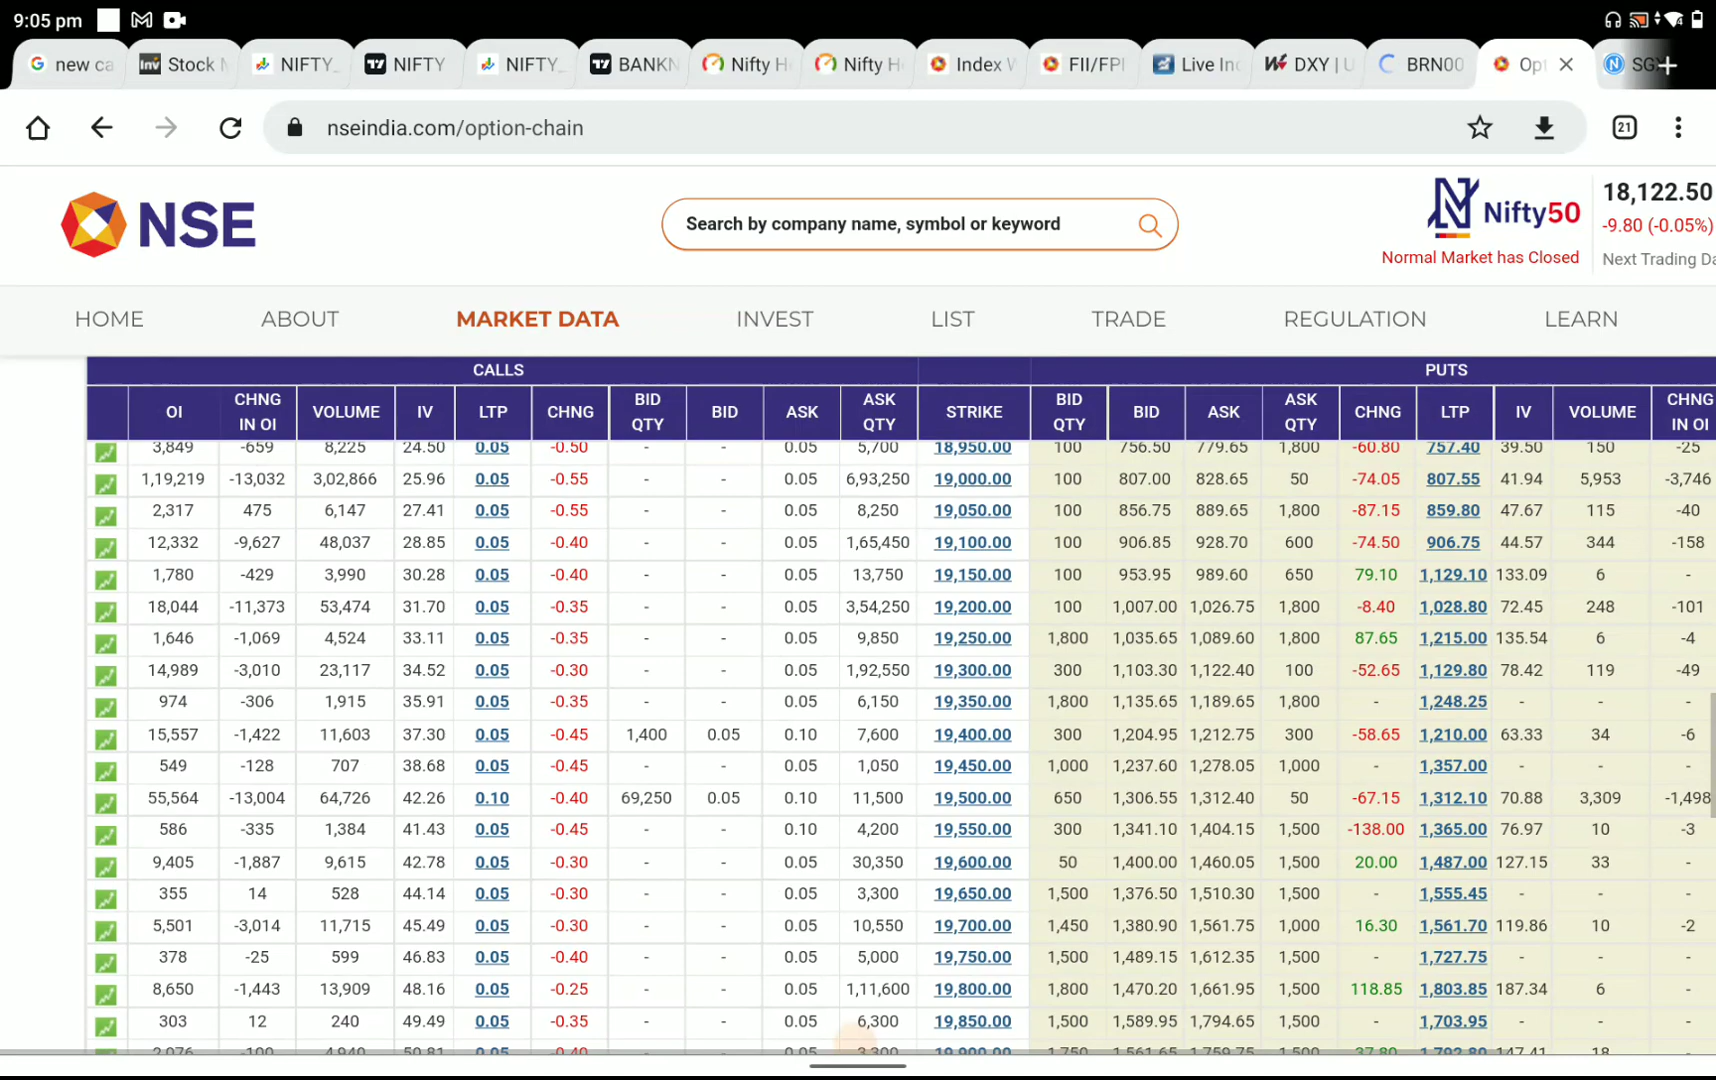 9:05 pm
new ca
Stock M
NIFTY_
NIFTY
NIFTY_
BANKN
Nifty H
Nifty H
Index W
FII/FPI
Live Inc
DXY | U
BRN00
Opt
SGX
nseindia.com/option-chain
21
NSE
Search by company name, symbol or keyword
Nifty50
Normal Market has Closed
18,122.50
-9.80 (-0.05%)
Next Trading Da
HOME ABOUT MARKET DATA INVEST LIST TRADE REGULATION LEARN
CALLS PUTS
OI CHNG IN OI VOLUME IV LTP CHNG BID QTY BID ASK ASK QTY STRIKE BID QTY BID ASK ASK QTY CHNG LTP IV VOLUME CHNG IN OI
3,849 -659 8,225 24.50 0.05 -0.50 - - 0.05 5,700 18,950.00 100 756.50 779.65 1,800 -60.80 757.40 39.50 150 -25
1,19,219 -13,032 3,02,866 25.96 0.05 -0.55 - - 0.05 6,93,250 19,000.00 100 807.00 828.65 50 -74.05 807.55 41.94 5,953 -3,746
2,317 475 6,147 27.41 0.05 -0.55 - - 0.05 8,250 19,050.00 100 856.75 889.65 1,800 -87.15 859.80 47.67 115 -40
12,332 -9,627 48,037 28.85 0.05 -0.40 - - 0.05 1,65,450 19,100.00 100 906.85 928.70 600 -74.50 906.75 44.57 344 -158
1,780 -429 3,990 30.28 0.05 -0.40 - - 0.05 13,750 19,150.00 100 953.95 989.60 650 79.10 1,129.10 133.09 6 -
18,044 -11,373 53,474 31.70 0.05 -0.35 - - 0.05 3,54,250 19,200.00 100 1,007.00 1,026.75 1,800 -8.40 1,028.80 72.45 248 -101
1,646 -1,069 4,524 33.11 0.05 -0.35 - - 0.05 9,850 19,250.00 1,800 1,035.65 1,089.60 1,800 87.65 1,215.00 135.54 6 -4
14,989 -3,010 23,117 34.52 0.05 -0.30 - - 0.05 1,92,550 19,300.00 300 1,103.30 1,122.40 100 -52.65 1,129.80 78.42 119 -49
974 -306 1,915 35.91 0.05 -0.35 - - 0.05 6,150 19,350.00 1,800 1,135.65 1,189.65 1,800 - 1,248.25 - - -
15,557 -1,422 11,603 37.30 0.05 -0.45 1,400 0.05 0.10 7,600 19,400.00 300 1,204.95 1,212.75 300 -58.65 1,210.00 63.33 34 -6
549 -128 707 38.68 0.05 -0.45 - - 0.05 1,050 19,450.00 1,000 1,237.60 1,278.05 1,000 - 1,357.00 - - -
55,564 -13,004 64,726 42.26 0.10 -0.40 69,250 0.05 0.10 11,500 19,500.00 650 1,306.55 1,312.40 50 -67.15 1,312.10 70.88 3,309 -1,498
586 -335 1,384 41.43 0.05 -0.45 - - 0.10 4,200 19,550.00 300 1,341.10 1,404.15 1,500 -138.00 1,365.00 76.97 10 -3
9,405 -1,887 9,615 42.78 0.05 -0.30 - - 0.05 30,350 19,600.00 50 1,400.00 1,460.05 1,500 20.00 1,487.00 127.15 33 -
355 14 528 44.14 0.05 -0.30 - - 0.05 3,300 19,650.00 1,500 1,376.50 1,510.30 1,500 - 1,555.45 - - -
5,501 -3,014 11,715 45.49 0.05 -0.30 - - 0.05 10,550 19,700.00 1,450 1,380.90 1,561.75 1,000 16.30 1,561.70 119.86 10 -2
378 -25 599 46.83 0.05 -0.40 - - 0.05 5,000 19,750.00 1,500 1,489.15 1,612.35 1,500 - 1,727.75 - - -
8,650 -1,443 13,909 48.16 0.05 -0.25 - - 0.05 1,11,600 19,800.00 1,800 1,470.20 1,661.95 1,500 118.85 1,803.85 187.34 6 -
303 12 240 49.49 0.05 -0.35 - - 0.05 6,300 19,850.00 1,500 1,589.95 1,794.65 1,500 - 1,703.95 - - -